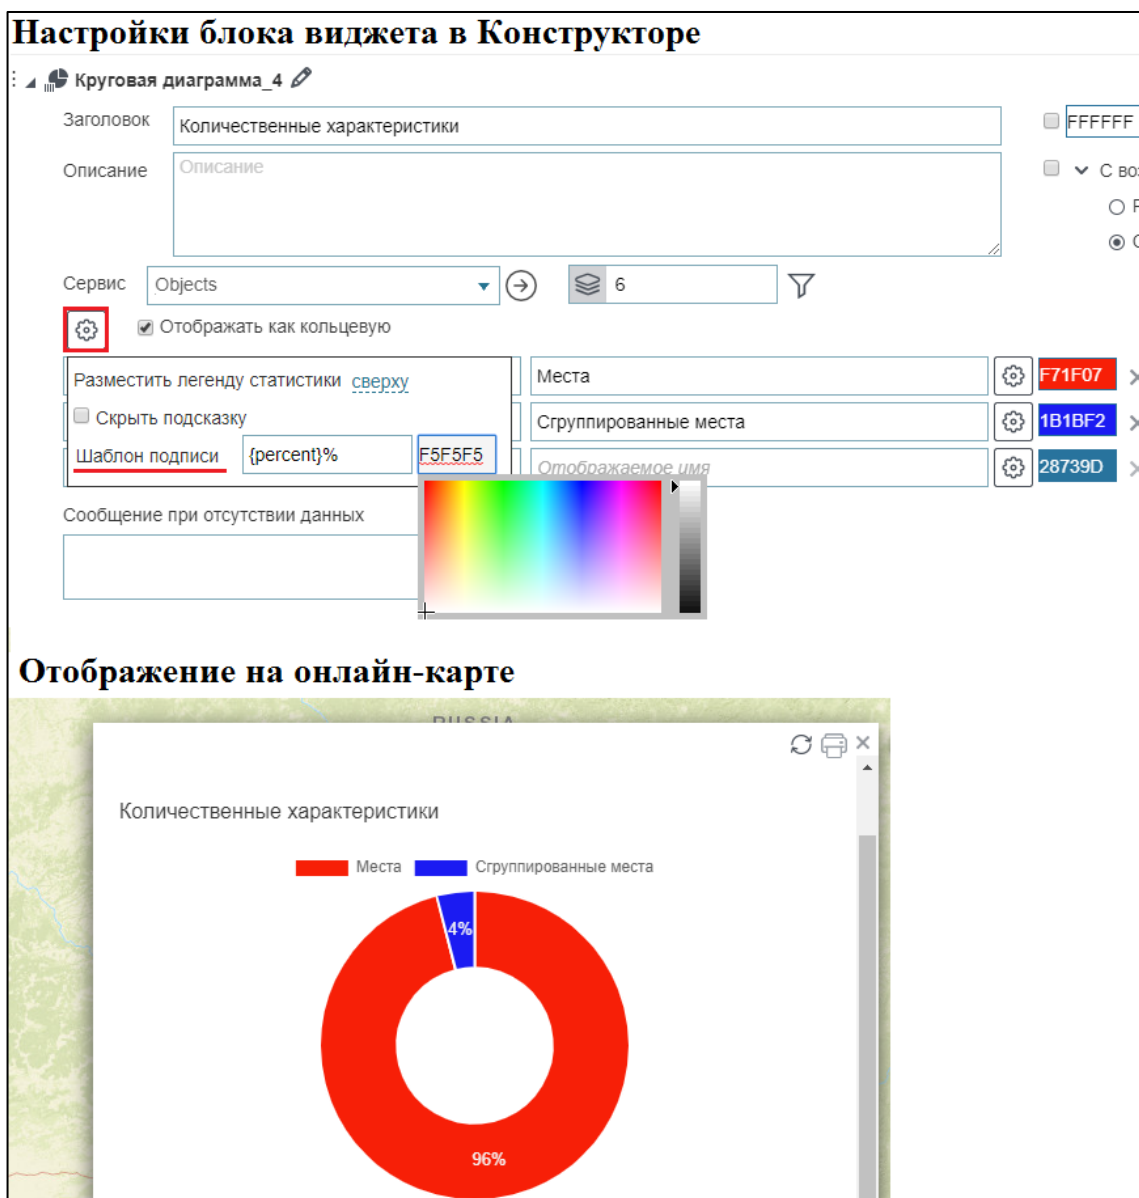 Настройки блока виджета в Конструкторе
Круговая диаграмма_4
Заголовок
Количественные характеристики
FFFFFF
Описание
Описание
С
Сервис
Objects
6
Отображать как кольцевую
Разместить легенду статистики сверху
Места
F71F07
Скрыть подсказку
Сгруппированные места
1B1BF2
Шаблон подписи
{percent}%
F5F5F5
Отображаемое имя
28739D
Сообщение при отсутствии данных
Отображение на онлайн-карте
RUSSIA
Количественные характеристики
Места
Сгруппированные места
4%
96%